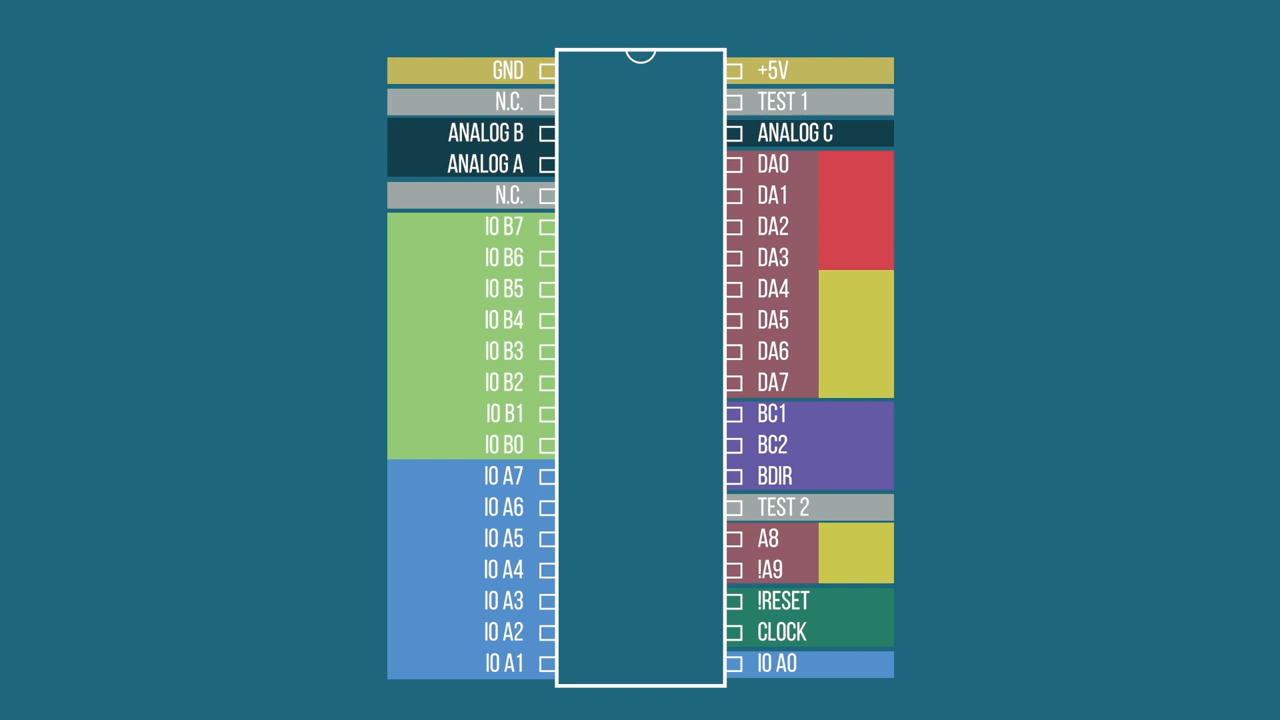 GND +5V
N.C. TEST 1
ANALOG B ANALOG C
ANALOG A DA0
N.C. DA1
IO B7 DA2
IO B6 DA3
IO B5 DA4
IO B4 DA5
IO B3 DA6
IO B2 DA7
IO B1 BC1
IO B0 BC2
IO A7 BDIR
IO A6 TEST 2
IO A5 A8
IO A4 !A9
IO A3 !RESET
IO A2 CLOCK
IO A1 IO A0